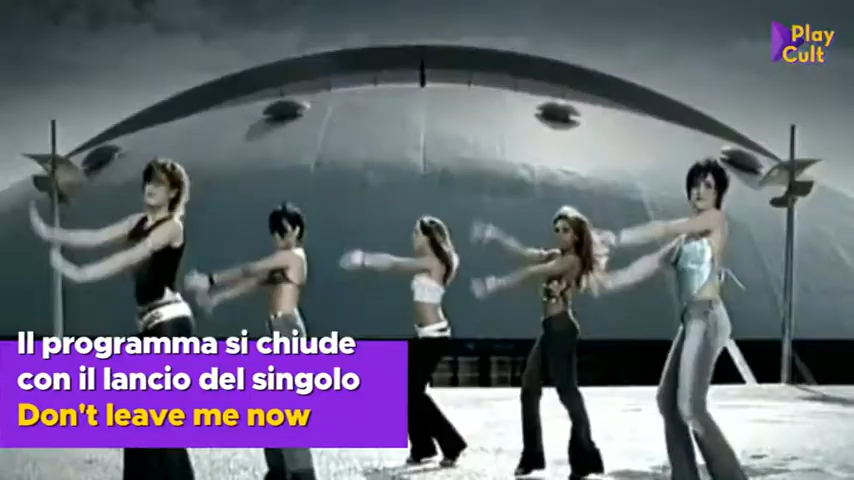 Play
Cult
Il programma si chiude
con il lancio del singolo
Don't leave me now